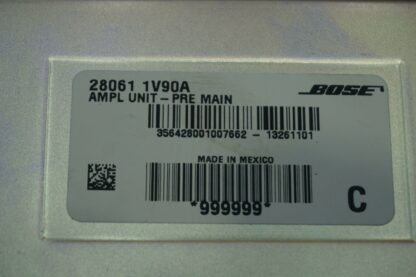 28061 1V90A
BOSE
AMPL UNIT - PRE MAIN
356428001007662 - 13261101
MADE IN MEXICO
*999999*
C